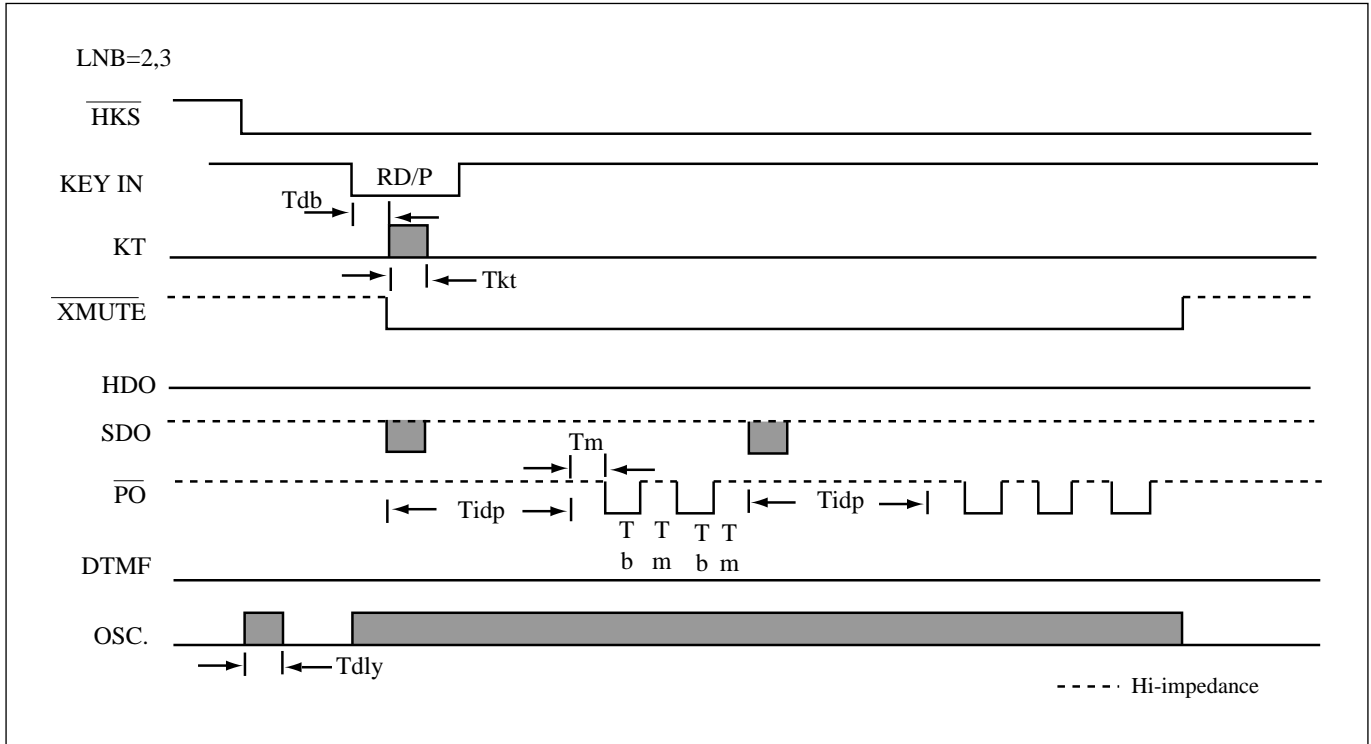 LNB=2,3
HKS
KEY IN
RD/P
Tdb
KT
Tkt
XMUTE
HDO
SDO
Tm
PO
Tidp
Tidp
T T T T
b m b m
DTMF
OSC.
Tdly
Hi-impedance